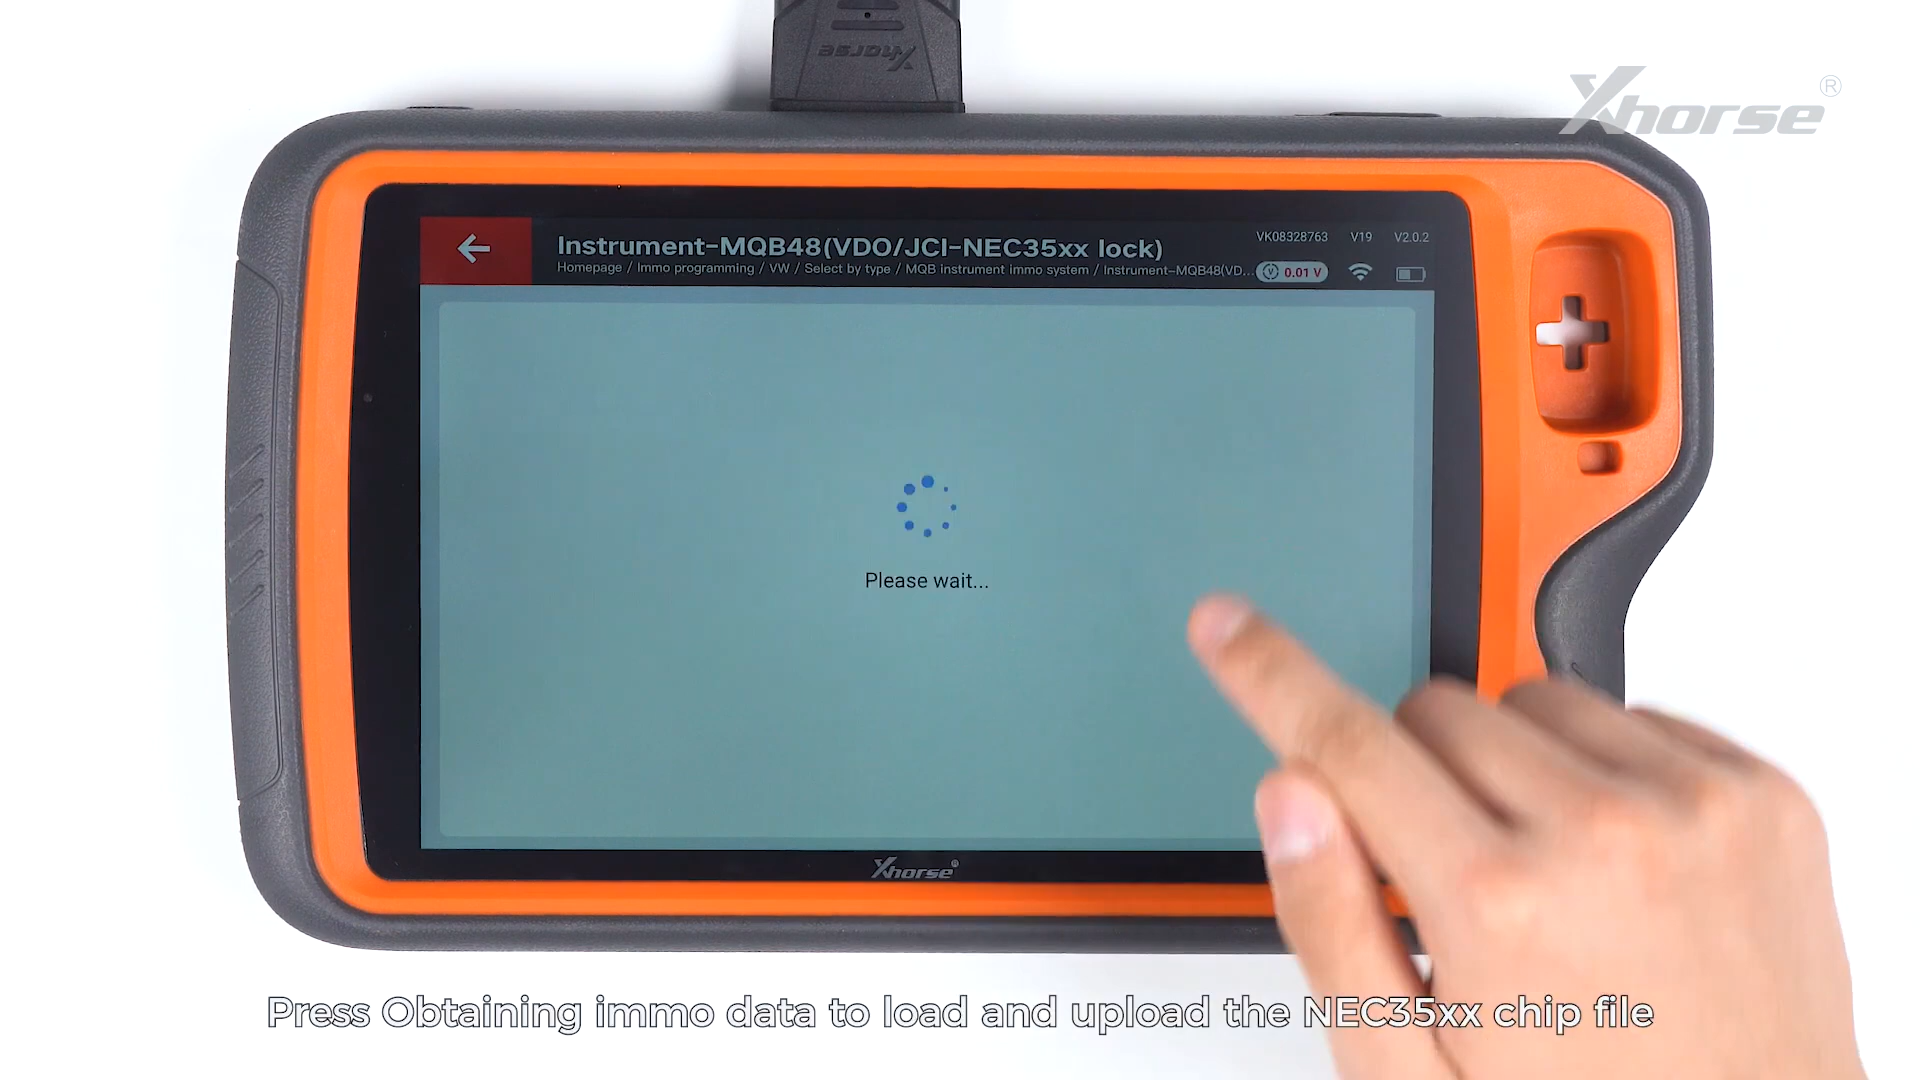 Xhorse
Xhorse®
Instrument-MQB48(VDO/JCI-NEC35xx lock)
VK08328763 V19 V2.0.2
Homepage / Immo programming / VW / Select by type / MQB instrument immo system / Instrument-MQB48(VD...
0.01 V
Please wait...
Xhorse®
Press Obtaining immo data to load and upload the NEC35xx chip file